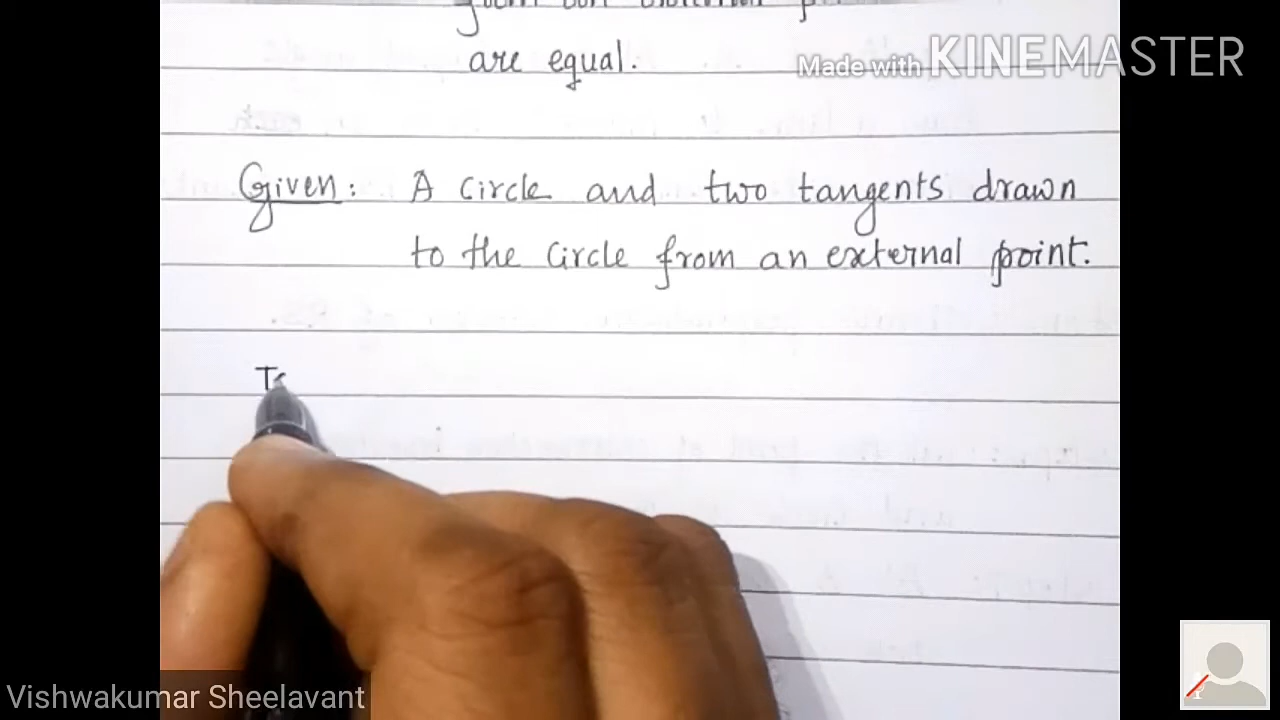 are equal.
Made with KINEMASTER
Given: A circle and two tangents drawn
to the circle from an external point.
To
Vishwakumar Sheelavant